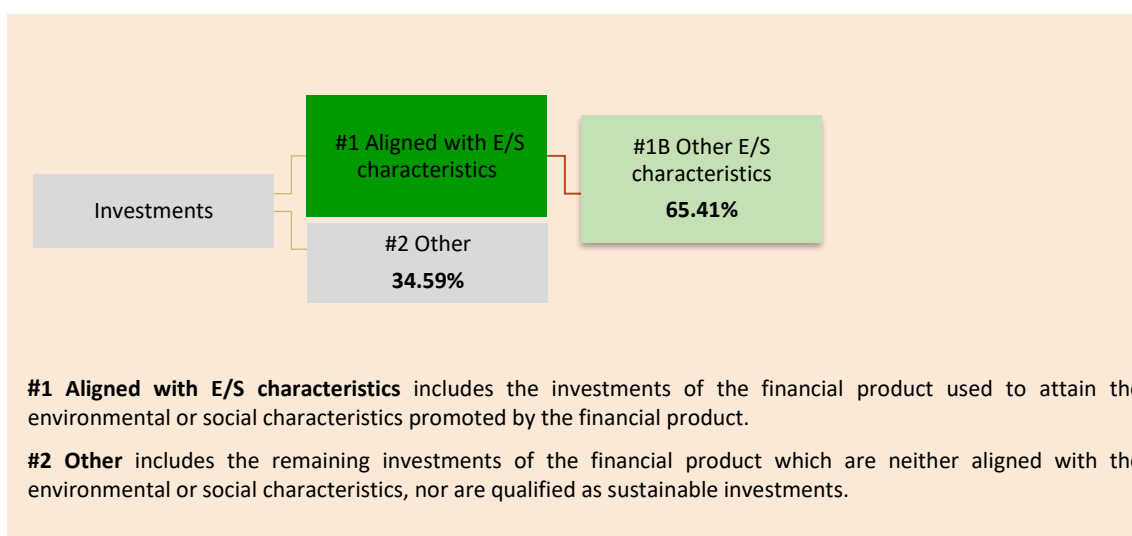 Investments
#1 Aligned with E/S
characteristics
#1B Other E/S
characteristics
65.41%
#2 Other
34.59%
#1 Aligned with E/S characteristics includes the investments of the financial product used to attain the
environmental or social characteristics promoted by the financial product.
#2 Other includes the remaining investments of the financial product which are neither aligned with the
environmental or social characteristics, nor are qualified as sustainable investments.